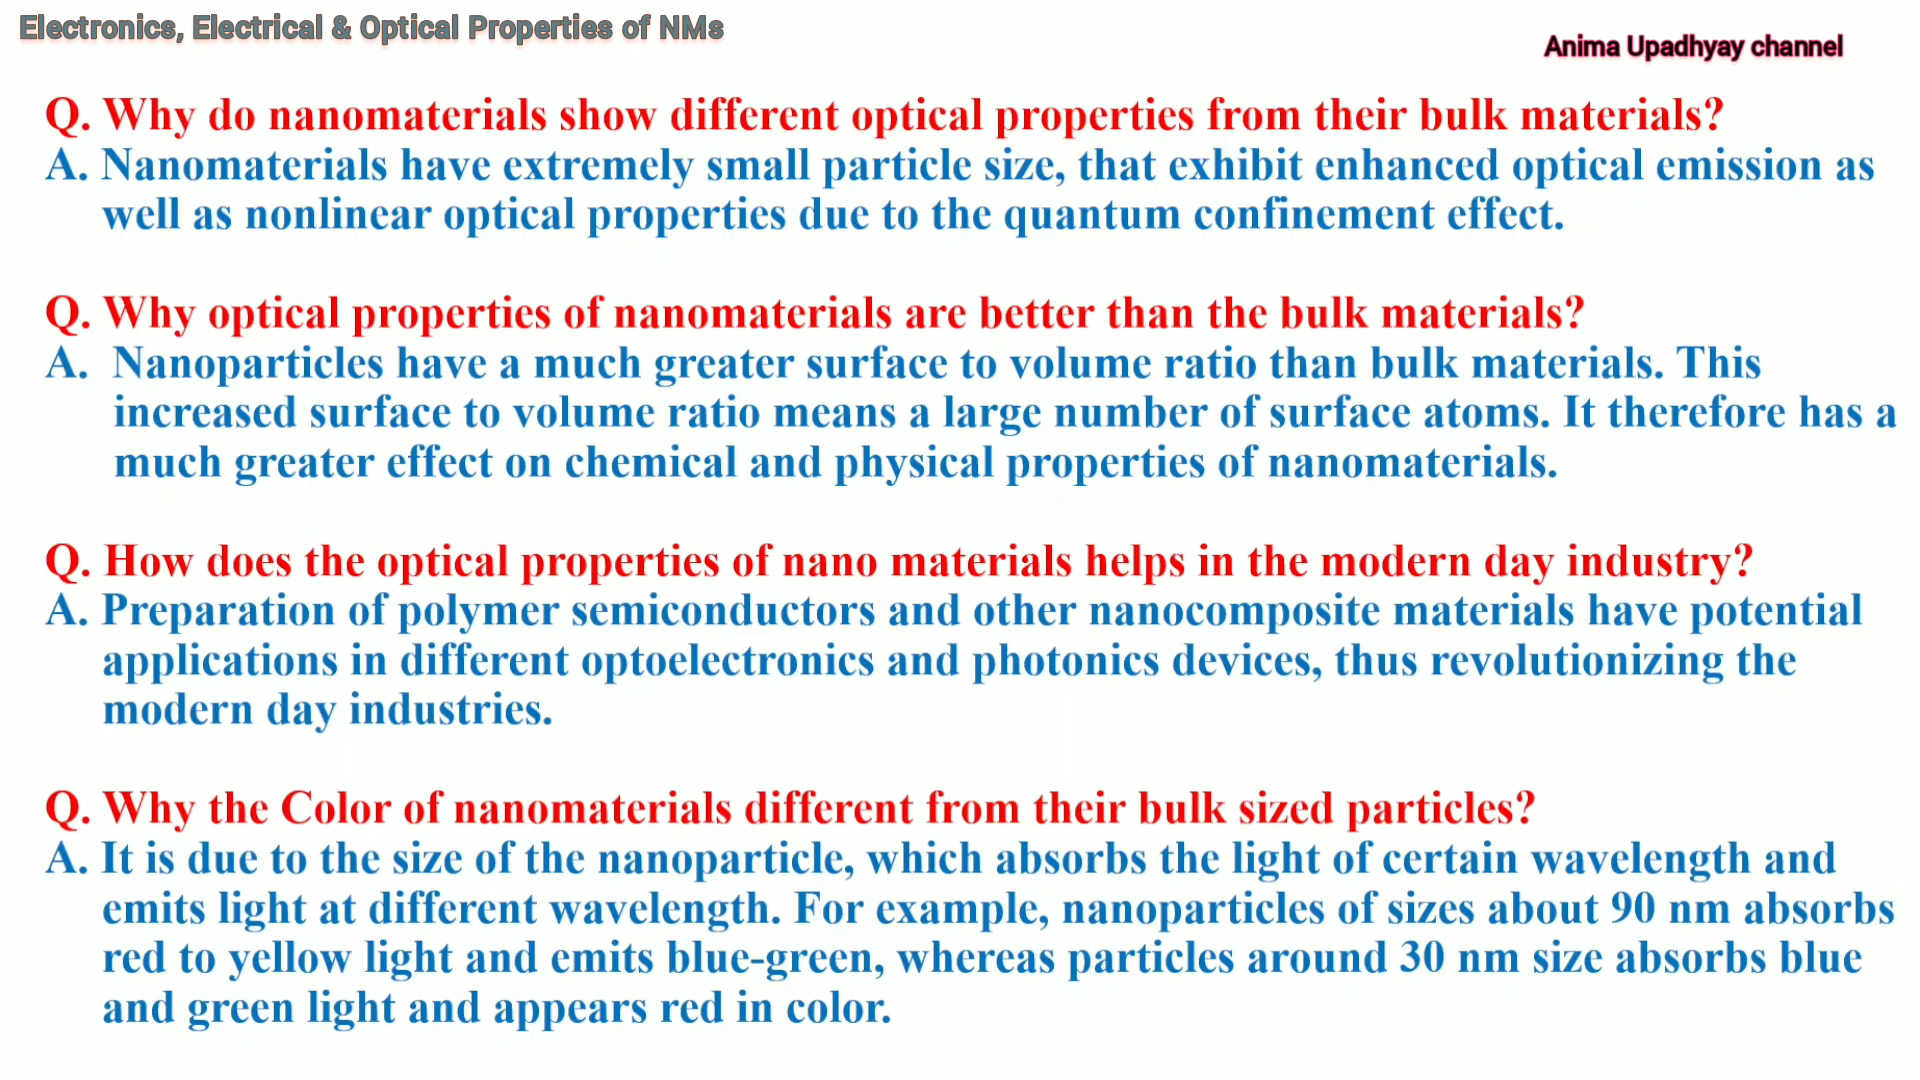 Electronics, Electrical & Optical Properties of NMs
Anima Upadhyay channel
Q. Why do nanomaterials show different optical properties from their bulk materials?
A. Nanomaterials have extremely small particle size, that exhibit enhanced optical emission as
well as nonlinear optical properties due to the quantum confinement effect.
Q. Why optical properties of nanomaterials are better than the bulk materials?
A. Nanoparticles have a much greater surface to volume ratio than bulk materials. This
increased surface to volume ratio means a large number of surface atoms. It therefore has a
much greater effect on chemical and physical properties of nanomaterials.
Q. How does the optical properties of nano materials helps in the modern day industry?
A. Preparation of polymer semiconductors and other nanocomposite materials have potential
applications in different optoelectronics and photonics devices, thus revolutionizing the
modern day industries.
Q. Why the Color of nanomaterials different from their bulk sized particles?
A. It is due to the size of the nanoparticle, which absorbs the light of certain wavelength and
emits light at different wavelength. For example, nanoparticles of sizes about 90 nm absorbs
red to yellow light and emits blue-green, whereas particles around 30 nm size absorbs blue
and green light and appears red in color.